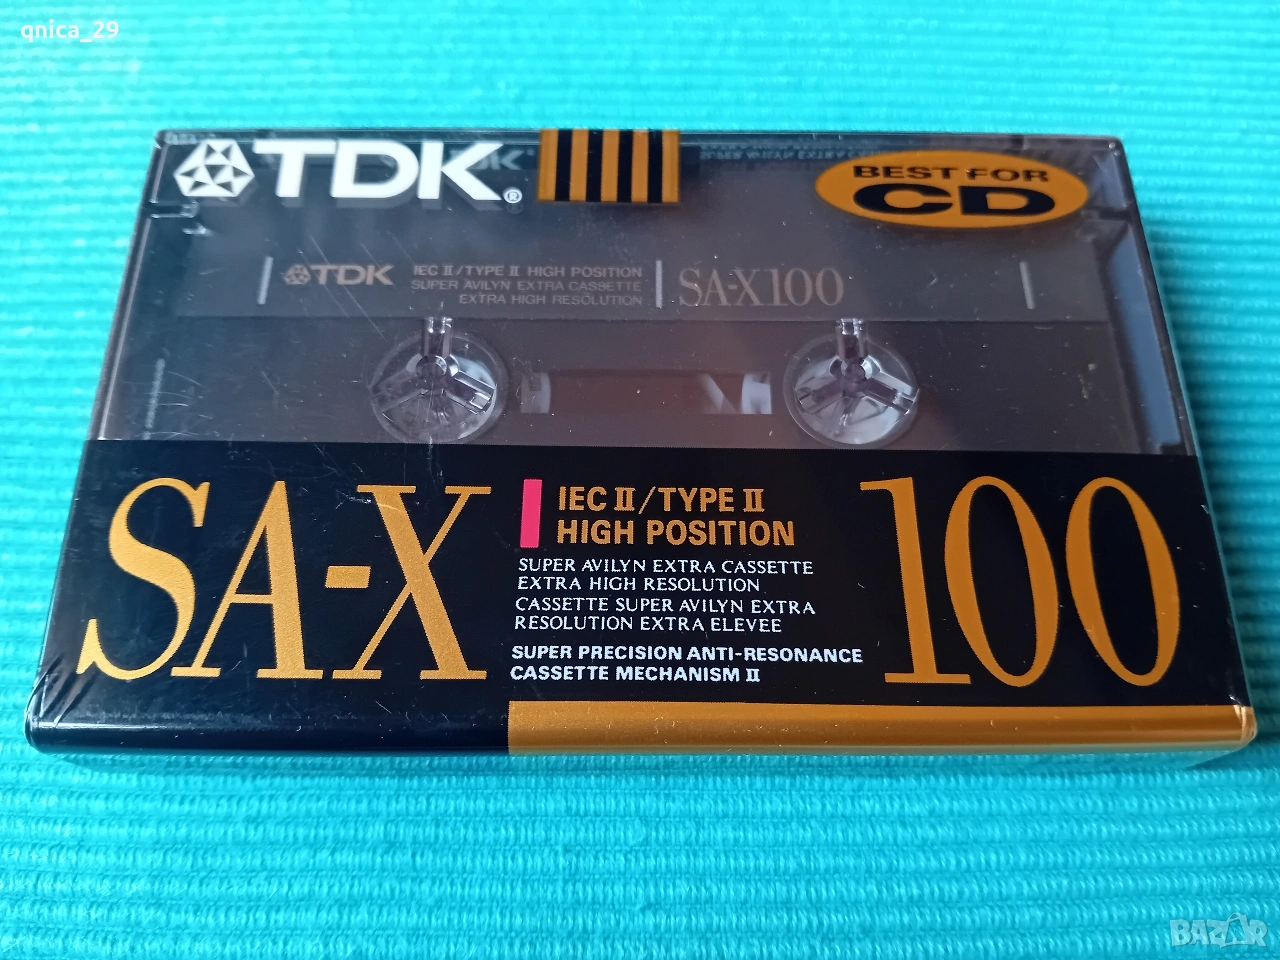 qnica_29
TDK®
BEST FOR
CD
TDK
IEC II/TYPE II HIGH POSITION
SUPER AVILYN EXTRA CASSETTE
EXTRA HIGH RESOLUTION
SA-X100
SA-X
IEC II/TYPE II
HIGH POSITION
SUPER AVILYN EXTRA CASSETTE
EXTRA HIGH RESOLUTION
CASSETTE SUPER AVILYN EXTRA
RESOLUTION EXTRA ELEVEE
SUPER PRECISION ANTI-RESONANCE
CASSETTE MECHANISM II
100
BAZAR